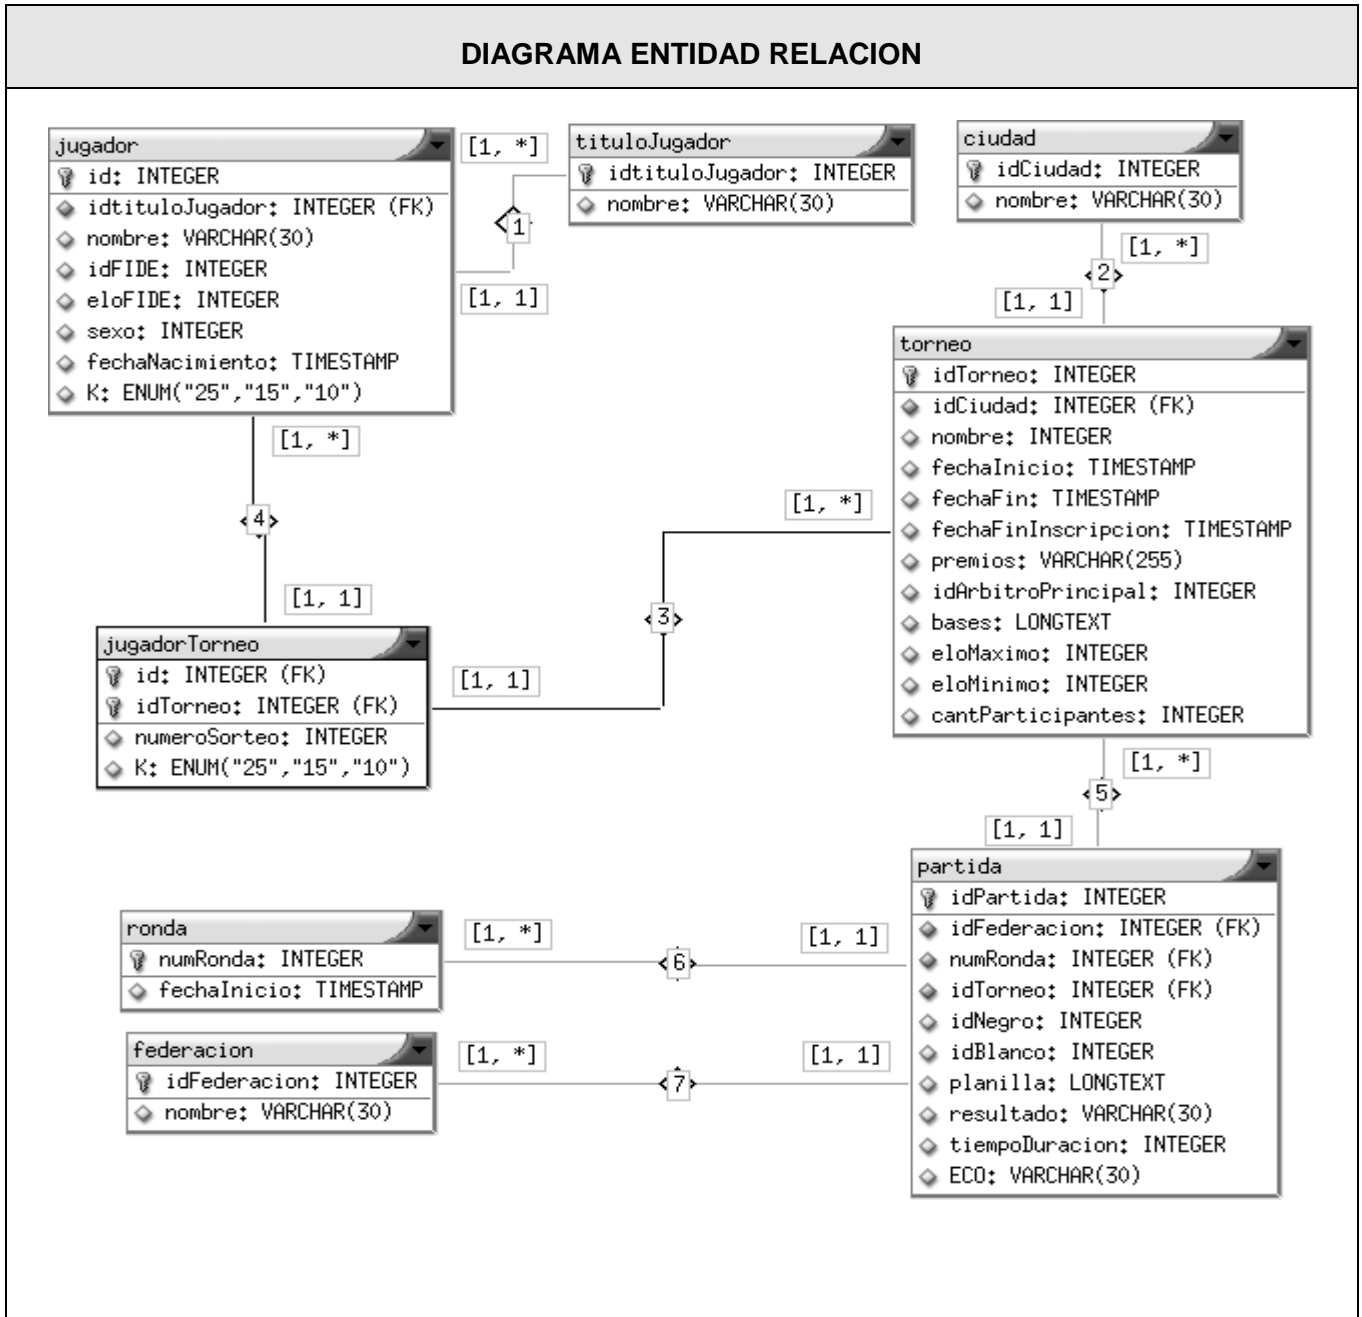 DIAGRAMA ENTIDAD RELACION
jugador
id: INTEGER
idtituloJugador: INTEGER (FK)
nombre: VARCHAR(30)
idFIDE: INTEGER
eloFIDE: INTEGER
sexo: INTEGER
fechaNacimiento: TIMESTAMP
K: ENUM("25","15","10")
[1, *]
1
[1, 1]
tituloJugador
idtituloJugador: INTEGER
nombre: VARCHAR(30)
ciudad
idCiudad: INTEGER
nombre: VARCHAR(30)
[1, *]
2
[1, 1]
torneo
idTorneo: INTEGER
idCiudad: INTEGER (FK)
nombre: INTEGER
fechaInicio: TIMESTAMP
fechaFin: TIMESTAMP
fechaFinInscripcion: TIMESTAMP
premios: VARCHAR(255)
idArbitroPrincipal: INTEGER
bases: LONGTEXT
eloMaximo: INTEGER
eloMinimo: INTEGER
cantParticipantes: INTEGER
[1, *]
4
[1, 1]
[1, *]
3
[1, 1]
jugadorTorneo
id: INTEGER (FK)
idTorneo: INTEGER (FK)
numeroSorteo: INTEGER
K: ENUM("25","15","10")
[1, *]
5
[1, 1]
partida
idPartida: INTEGER
idFederacion: INTEGER (FK)
numRonda: INTEGER (FK)
idTorneo: INTEGER (FK)
idNegro: INTEGER
idBlanco: INTEGER
planilla: LONGTEXT
resultado: VARCHAR(30)
tiempoDuracion: INTEGER
ECO: VARCHAR(30)
ronda
numRonda: INTEGER
fechaInicio: TIMESTAMP
[1, *]
6
[1, 1]
federacion
idFederacion: INTEGER
nombre: VARCHAR(30)
[1, *]
7
[1, 1]